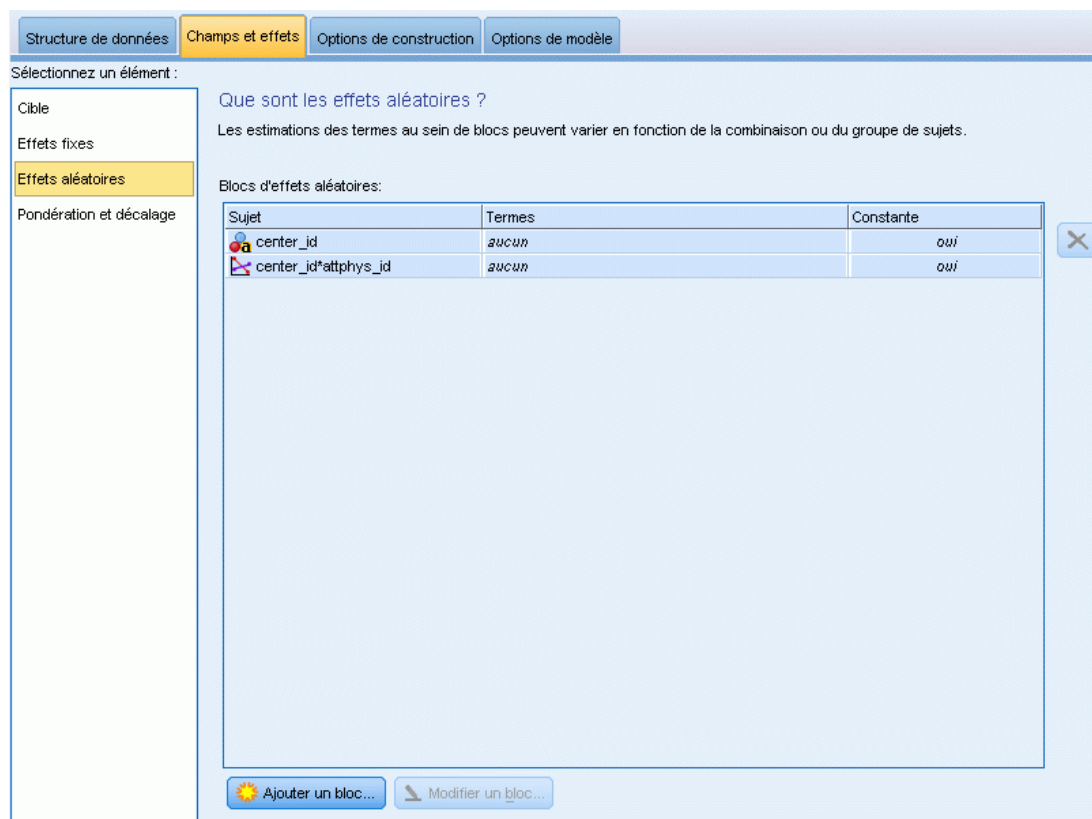 Structure de données Champs et effets Options de construction Options de modèle
Sélectionnez un élément :
Cible
Effets fixes
Effets aléatoires
Pondération et décalage
Que sont les effets aléatoires ?
Les estimations des termes au sein de blocs peuvent varier en fonction de la combinaison ou du groupe de sujets.
Blocs d'effets aléatoires:
Sujet Termes Constante
center_id aucun oui
center_id*attphys_id aucun oui
Ajouter un bloc... Modifier un bloc...